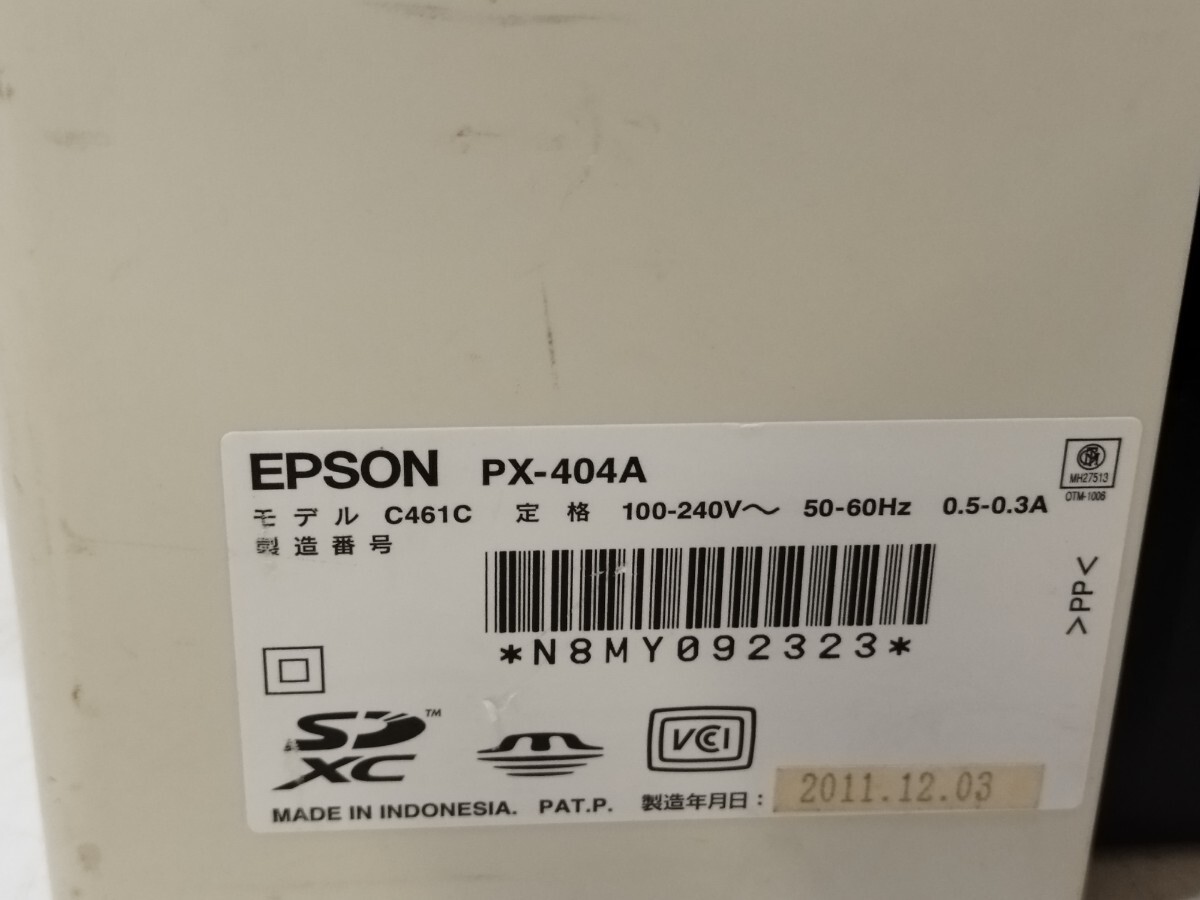 EPSON PX-404A
モデル C461C 定格 100-240V～ 50-60Hz 0.5-0.3A
製造番号
*N8MY092323*
MH27513
OTM-1006
>PP<
SD™
XC
VCI
MADE IN INDONESIA. PAT.P. 製造年月日: 2011.12.03